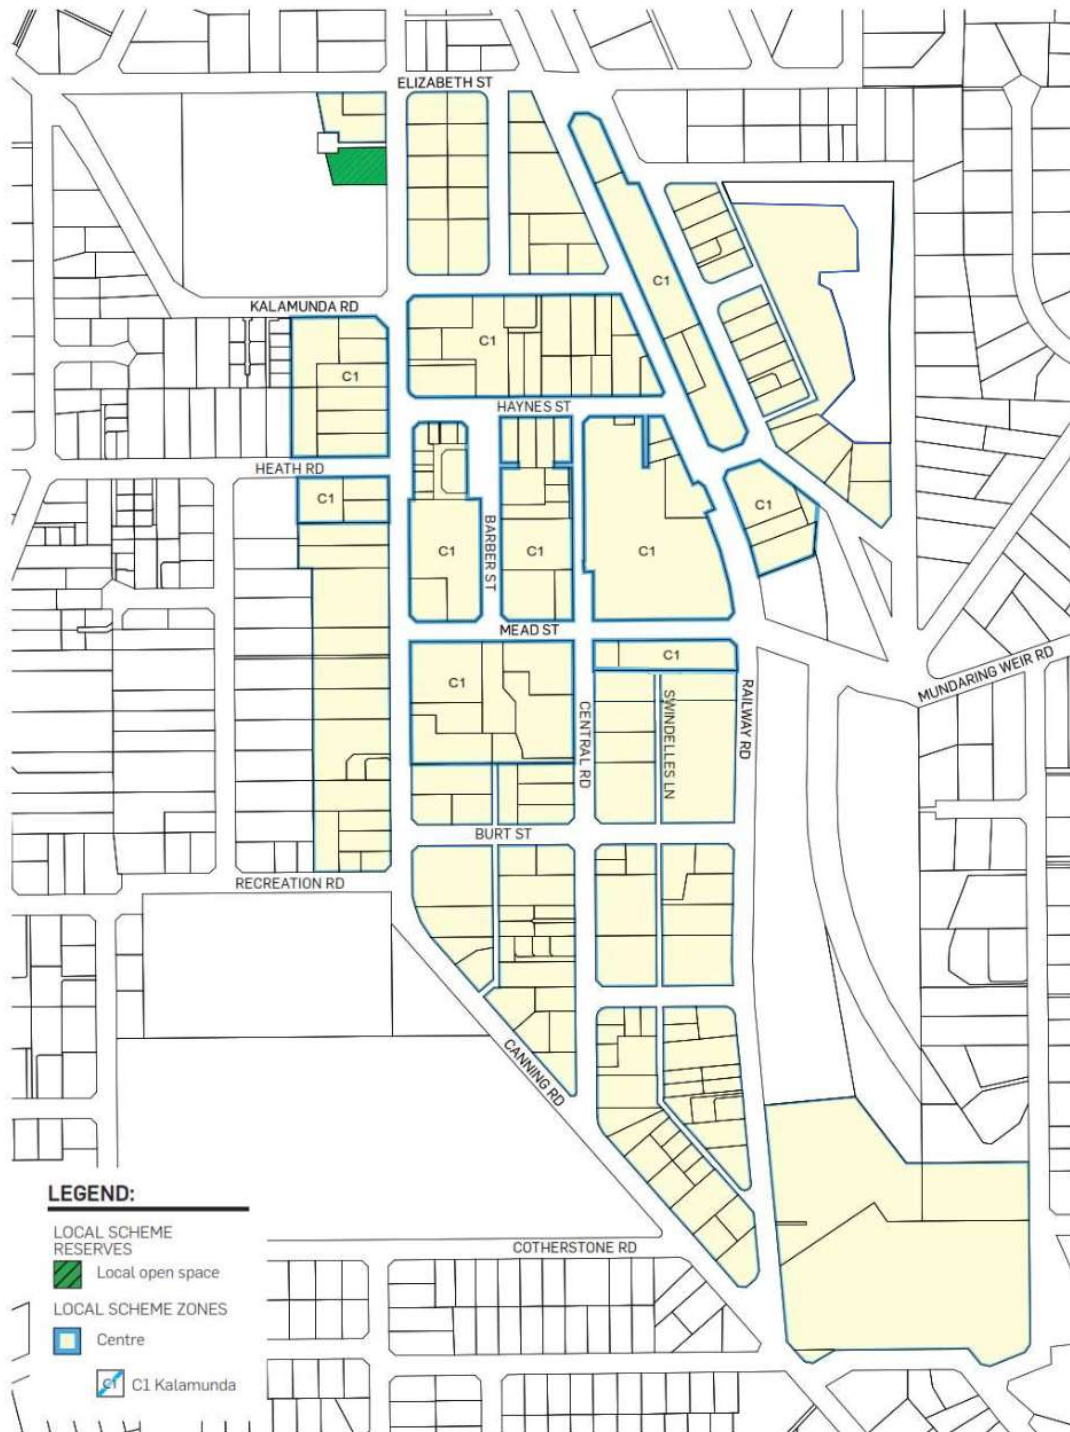 ELIZABETH ST
C1
KALAMUNDA RD
C1
C1
HAYNES ST
HEATH RD
C1
C1
BARBER ST
C1
C1
C1
MEAD ST
C1
C1
MUNDARING WEIR RD
CENTRAL RD
SWINDELLES LN
RAILWAY RD
BURT ST
RECREATION RD
CANNING RD
LEGEND:
LOCAL SCHEME
RESERVES
Local open space
COTHERSTONE RD
LOCAL SCHEME ZONES
Centre
C1
C1 Kalamunda